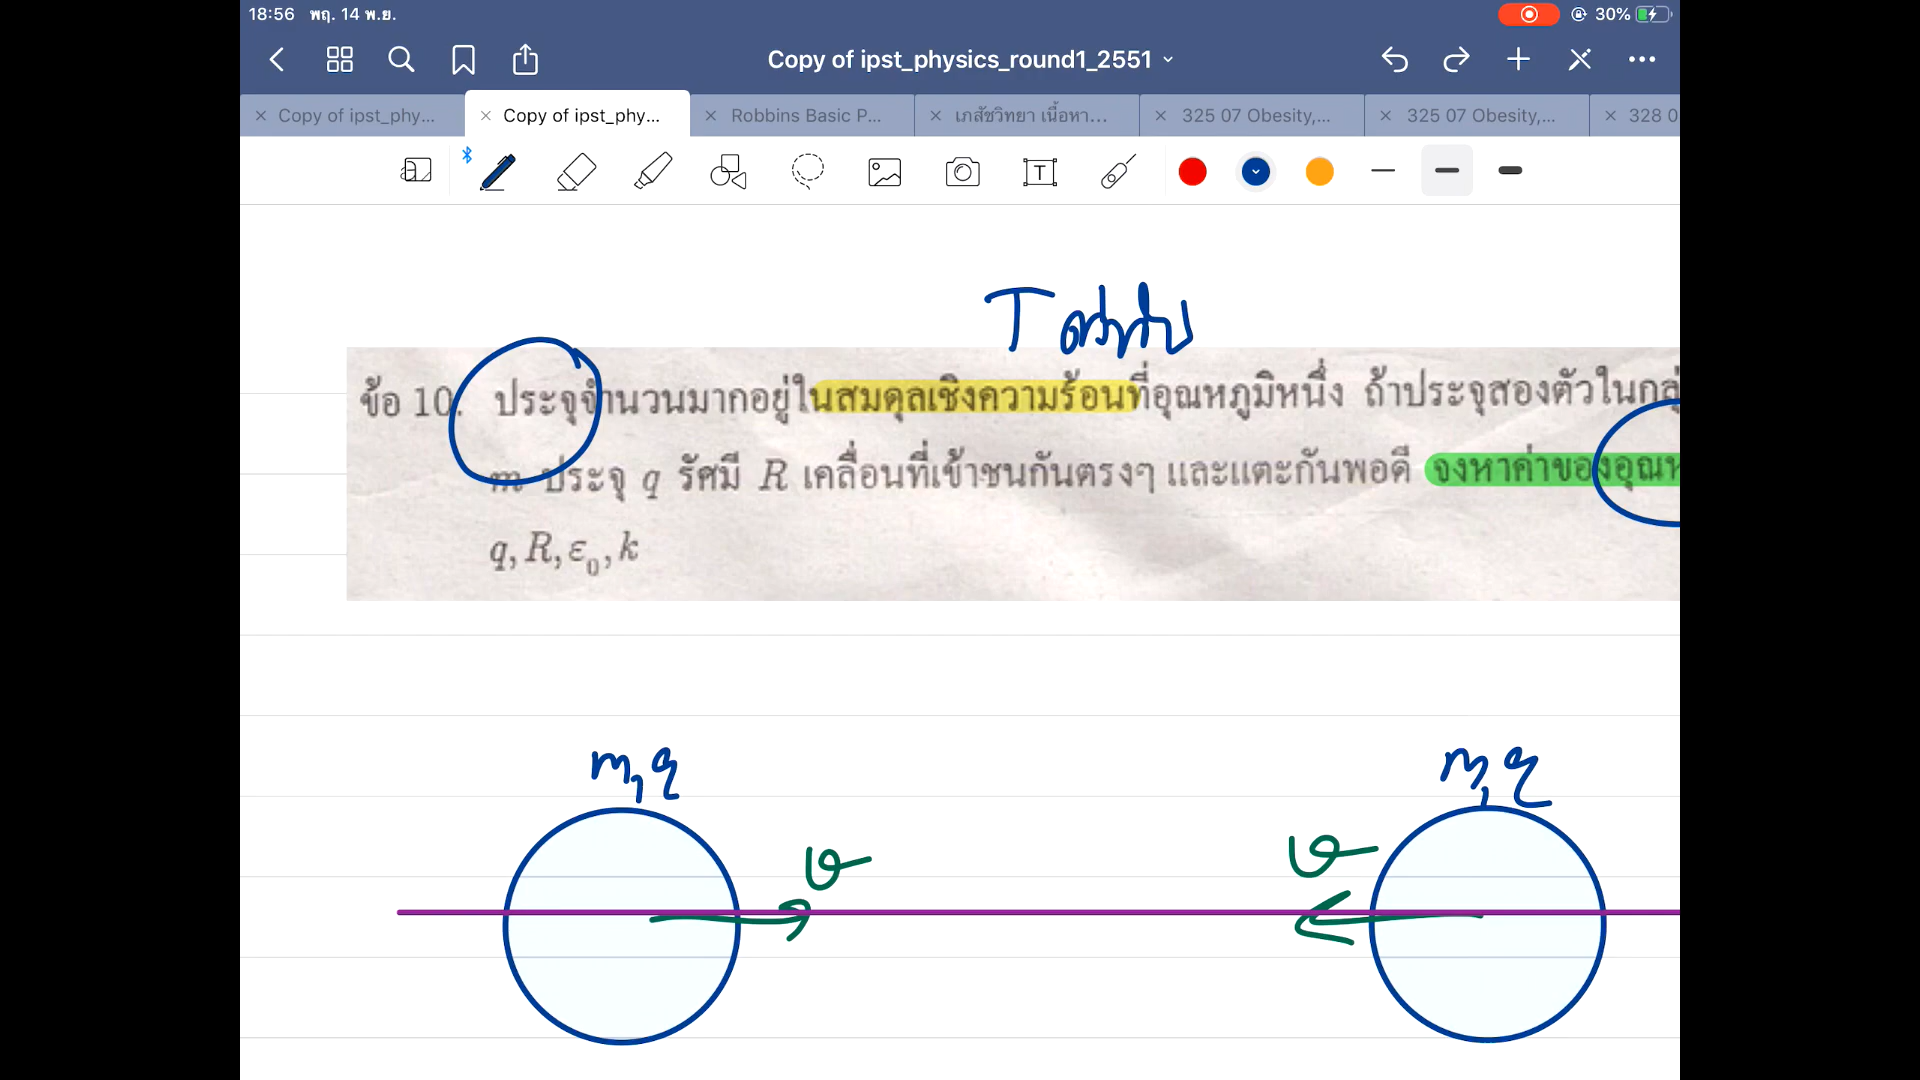 18:56 พฤ. 14 พ.ย.
30%
Copy of ipst_physics_round1_2551
Copy of ipst_phy...
Copy of ipst_phy...
Robbins Basic P...
เภสัชวิทยา เนื้อหา...
325 07 Obesity,...
325 07 Obesity,...
328 0
T
ข้อ 10. ประจุจำนวนมากอยู่ในสมดุลเชิงความร้อนที่อุณหภูมิหนึ่ง ถ้าประจุสองตัวในกลุ่
m ประจุ q รัศมี R เคลื่อนที่เข้าชนกันตรงๆ และแตะกันพอดี จงหาค่าของอุณห
q, R, ε₀, k
m, q
m, q
v
v